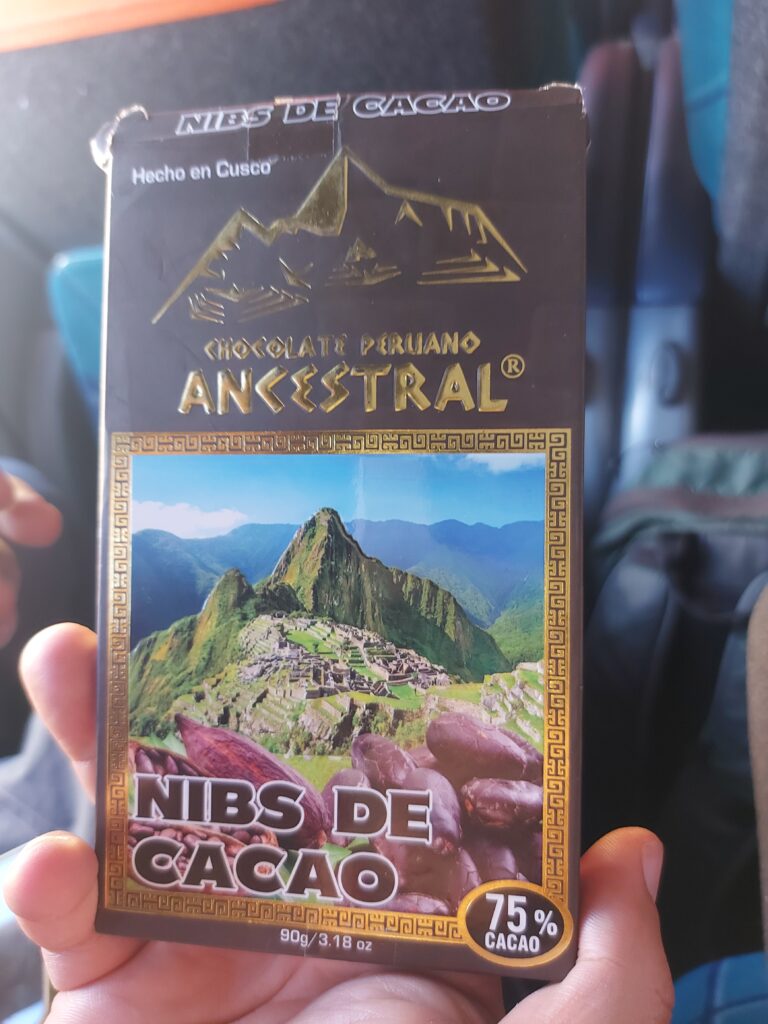 NIBS DE CACAO
Hecho en Cusco
CHOCOLATE PERUANO
ANCESTRAL®
NIBS DE
CACAO
75%
CACAO
90g/3.18 oz